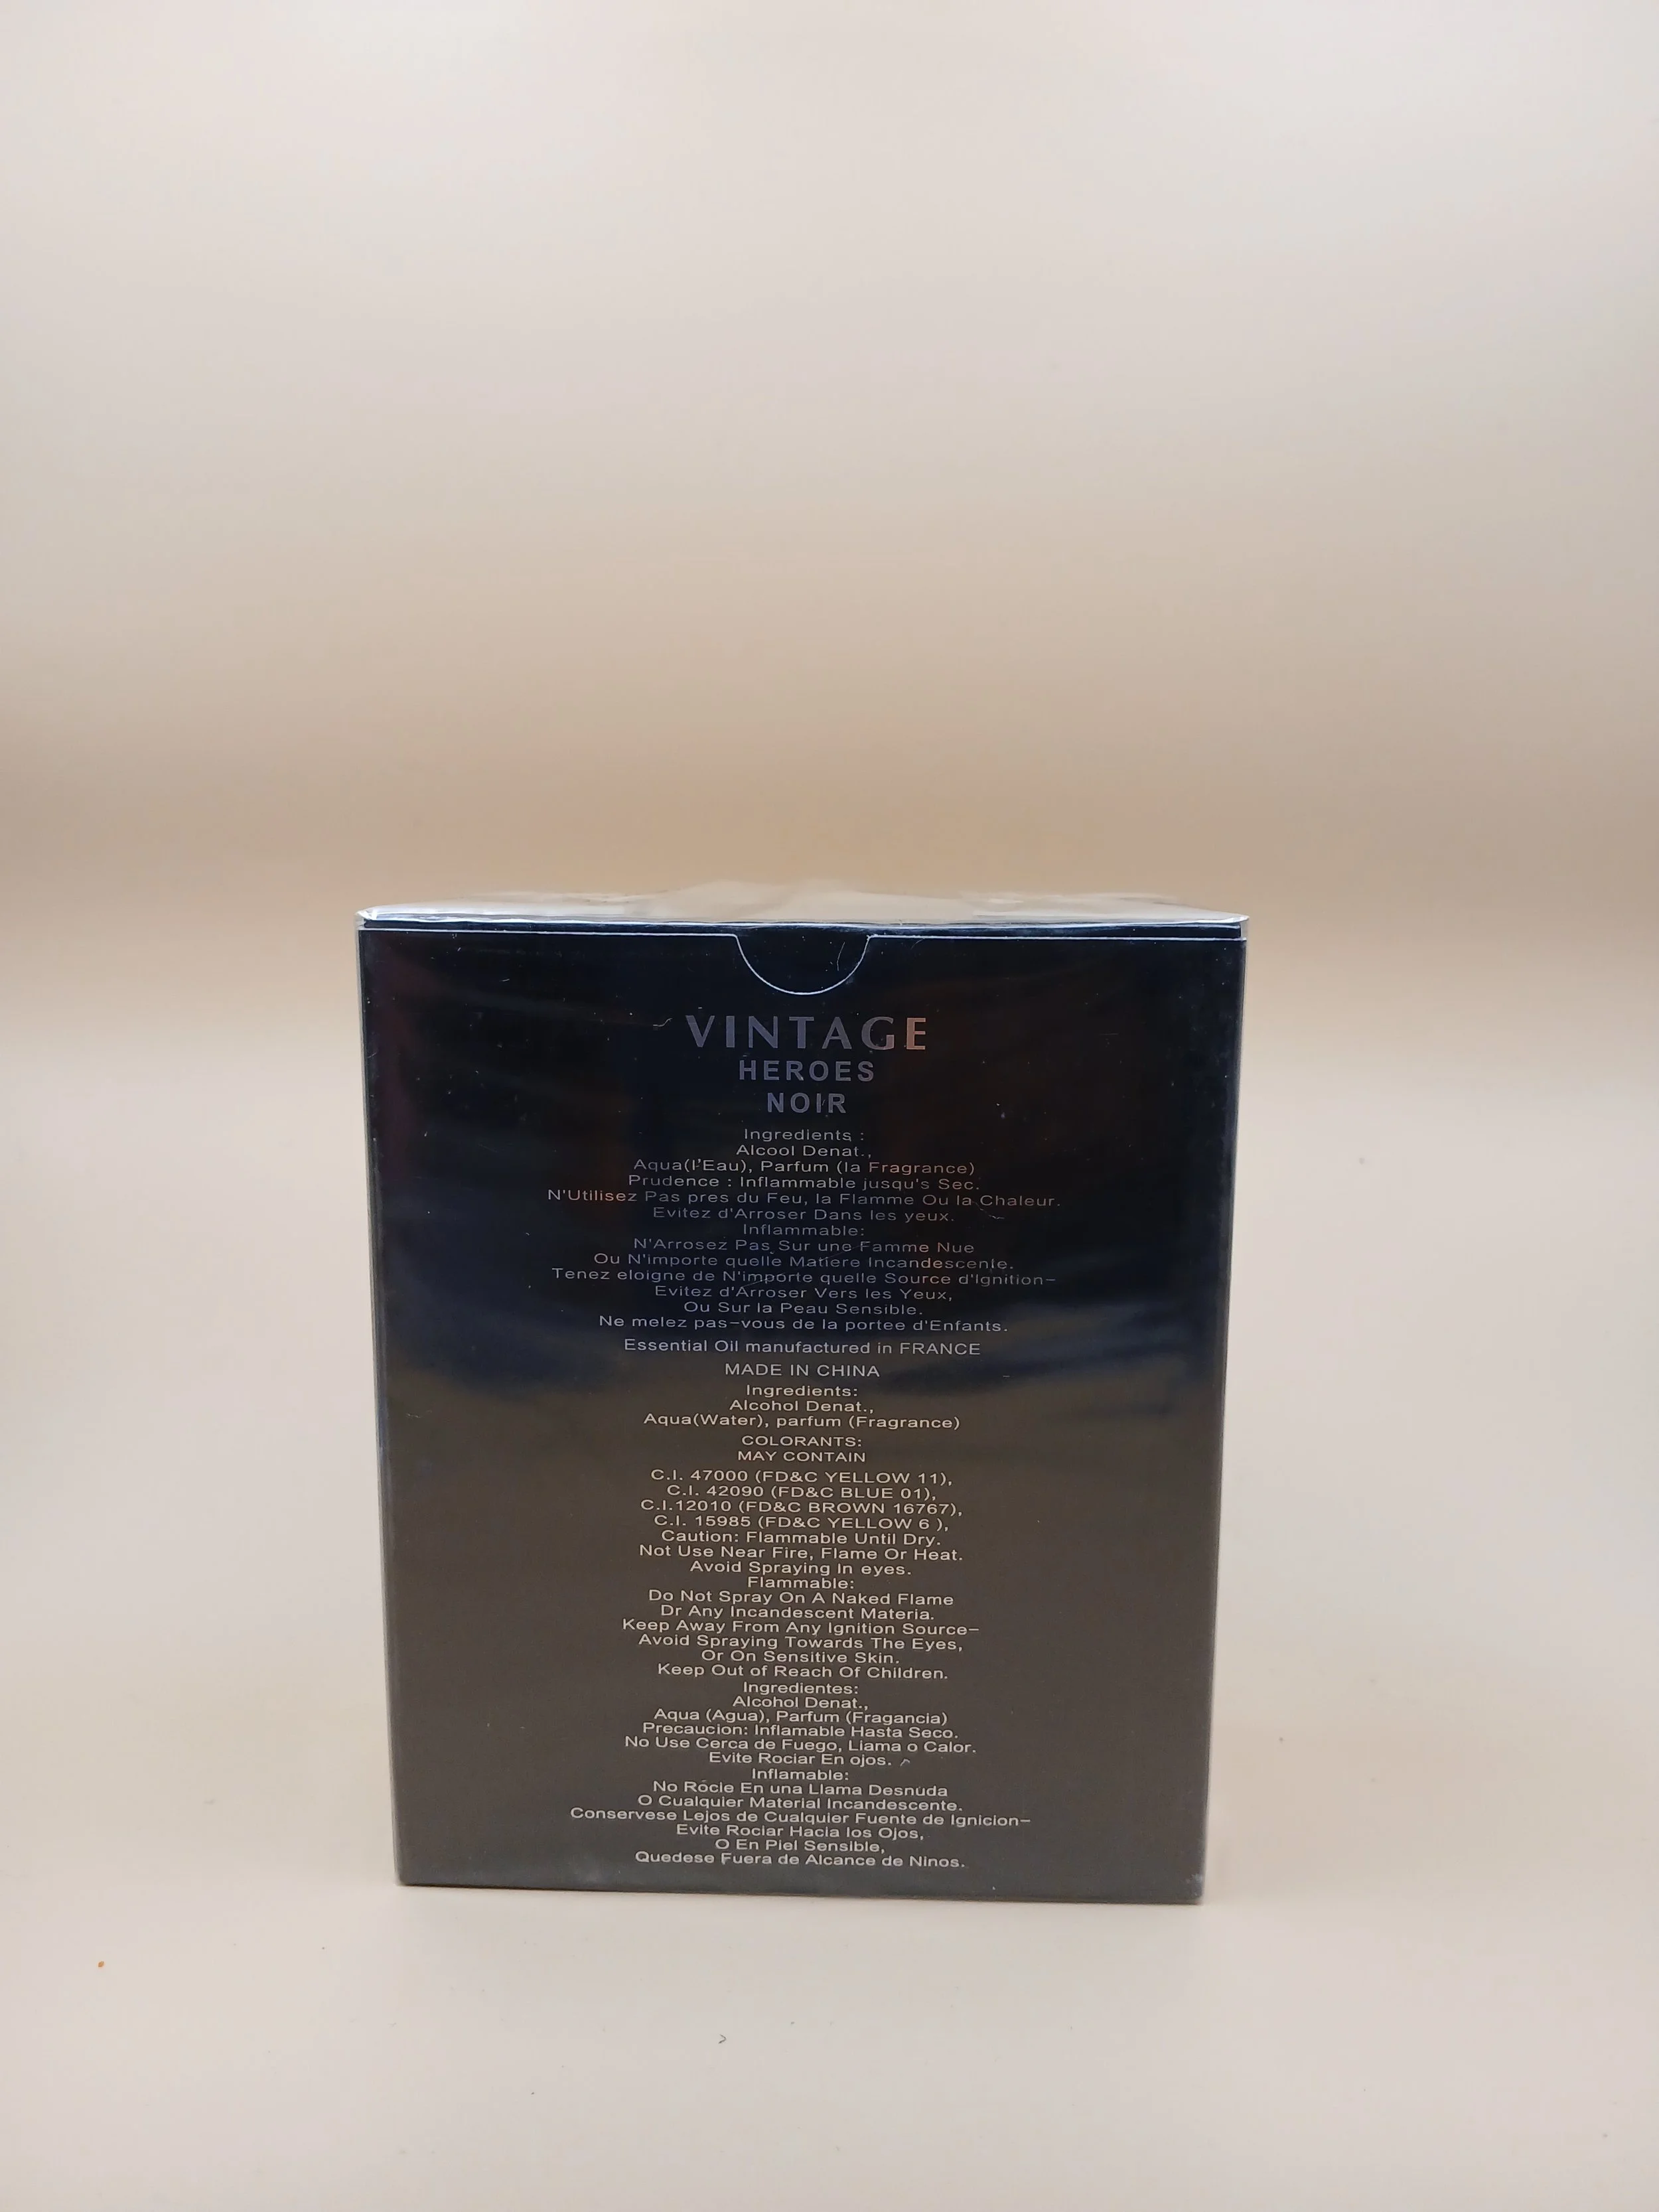 VINTAGE
HEROES
NOIR
Ingredients :
Alcool Denat.,
Aqua(l'Eau), Parfum (la Fragrance)
Prudence : Inflammable jusqu's Sec.
N'Utilisez Pas pres du Feu, la Flamme Ou la Chaleur.
Evitez d'Arroser Dans les yeux.
Inflammable:
N'Arrosez Pas Sur une Famme Nue
Ou N'importe quelle Matiere Incandescente.
Tenez eloigne de N'importe quelle Source d'Ignition-
Evitez d'Arroser Vers les Yeux,
Ou Sur la Peau Sensible.
Ne melez pas-vous de la portee d'Enfants.
Essential Oil manufactured in FRANCE
MADE IN CHINA
Ingredients:
Alcohol Denat.,
Aqua(Water), parfum (Fragrance)
COLORANTS:
MAY CONTAIN
C.I. 47000 (FD&C YELLOW 11),
C.I. 42090 (FD&C BLUE 01),
C.I.12010 (FD&C BROWN 16767),
C.I. 15985 (FD&C YELLOW 6 ),
Caution: Flammable Until Dry.
Not Use Near Fire, Flame Or Heat.
Avoid Spraying In eyes.
Flammable:
Do Not Spray On A Naked Flame
Dr Any Incandescent Materia.
Keep Away From Any Ignition Source-
Avoid Spraying Towards The Eyes,
Or On Sensitive Skin.
Keep Out of Reach Of Children.
Ingredientes:
Alcohol Denat.,
Aqua (Agua), Parfum (Fragancia)
Precaucion: Inflamable Hasta Seco.
No Use Cerca de Fuego, Liama o Calor.
Evite Rociar En ojos.
Inflamable:
No Rocie En una Llama Desnuda
O Cualquier Material Incandescente.
Conservese Lejos de Cualquier Fuente de Ignicion-
Evite Rociar Hacia los Ojos,
O En Piel Sensible,
Quedese Fuera de Alcance de Ninos.